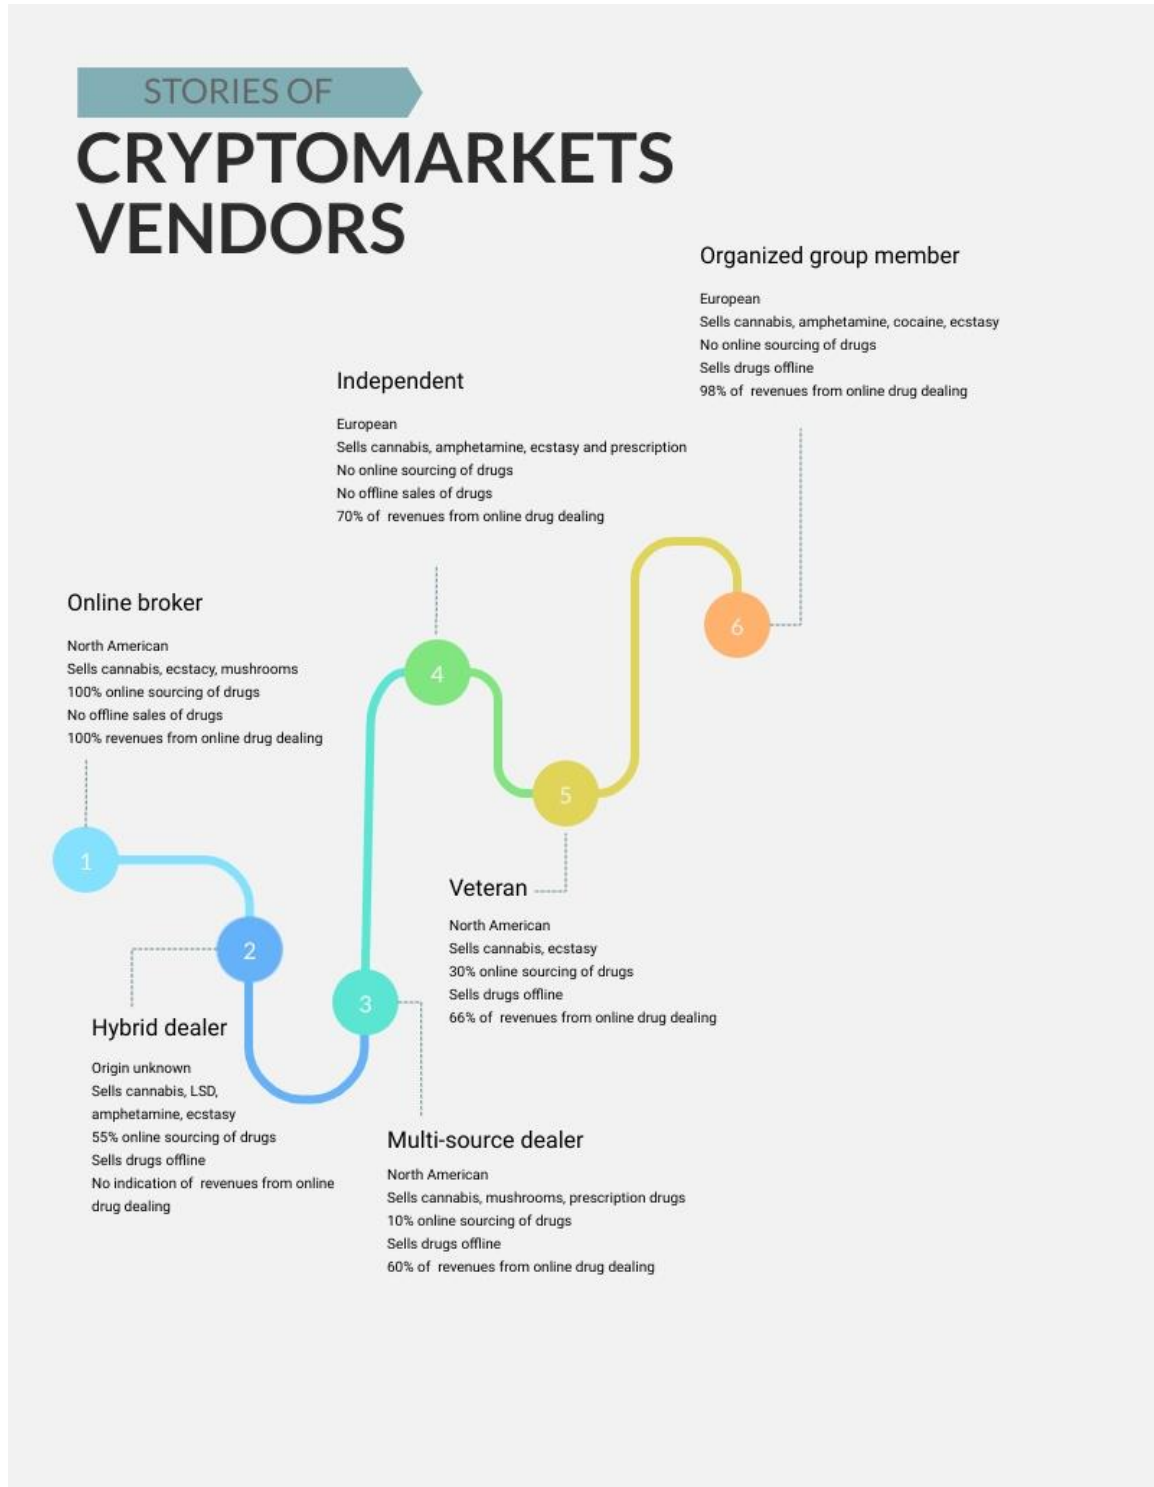 STORIES OF
CRYPTOMARKETS
VENDORS
Organized group member
European
Sells cannabis, amphetamine, cocaine, ecstasy
No online sourcing of drugs
Sells drugs offline
98% of revenues from online drug dealing
Independent
European
Sells cannabis, amphetamine, ecstasy and prescription
No online sourcing of drugs
No offline sales of drugs
70% of revenues from online drug dealing
Online broker
North American
Sells cannabis, ecstacy, mushrooms
100% online sourcing of drugs
No offline sales of drugs
100% revenues from online drug dealing
6
4
5
1
2
3
Veteran
North American
Sells cannabis, ecstasy
30% online sourcing of drugs
Sells drugs offline
66% of revenues from online drug dealing
Hybrid dealer
Origin unknown
Sells cannabis, LSD,
amphetamine, ecstasy
55% online sourcing of drugs
Sells drugs offline
No indication of revenues from online
drug dealing
Multi-source dealer
North American
Sells cannabis, mushrooms, prescription drugs
10% online sourcing of drugs
Sells drugs offline
60% of revenues from online drug dealing